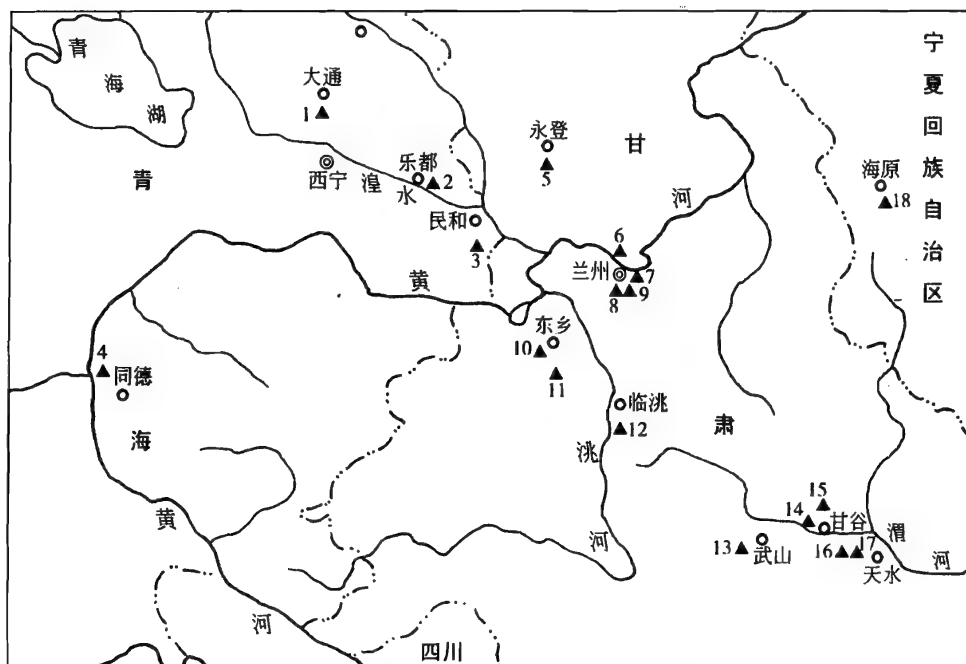 青海湖
大通
1
西宁
湟水
乐都
2
民和
3
永登
5
甘
河
宁夏回族自治区
海原
18
青
黄
6
兰州
7
8
9
东乡
10
11
4
同德
海
临洮
12
洮
肃
黄
河
河
15
14
甘谷
渭
13
武山
16
17
天水
河
四川